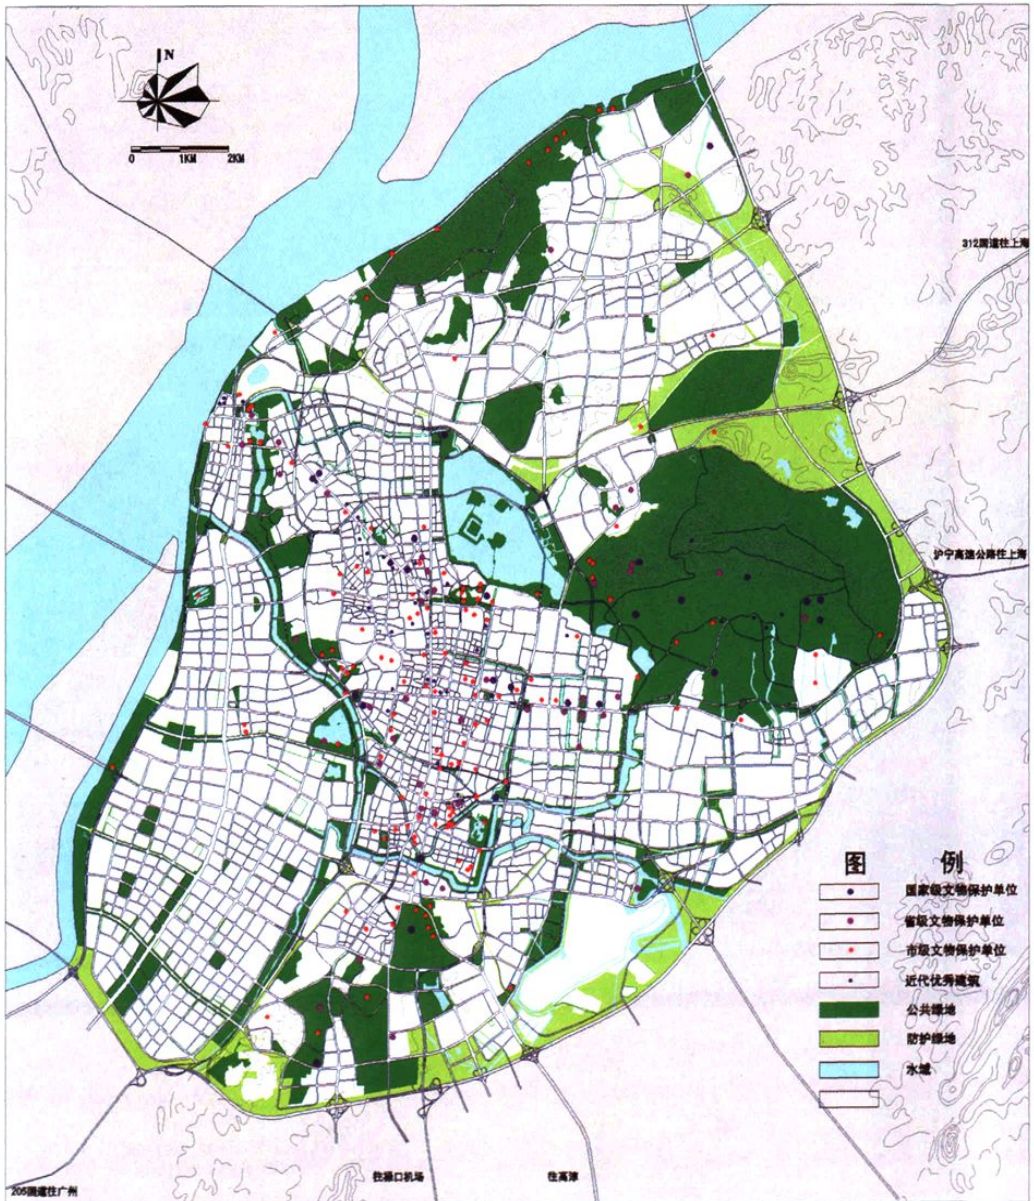 N
0 1KM 2KM
312国道往上海
沪宁高速公路往上海
图 例
国家级文物保护单位
省级文物保护单位
市级文物保护单位
近代优秀建筑
公共绿地
防护绿地
水域
205国道往广州
往禄口机场
往高淳